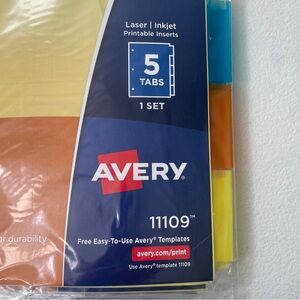 Laser | Inkjet
Printable Inserts
5
TABS
1 SET
AVERY
11109™
Free Easy-To-Use Avery® Templates
avery.com/print
Use Avery® template 11109
durability